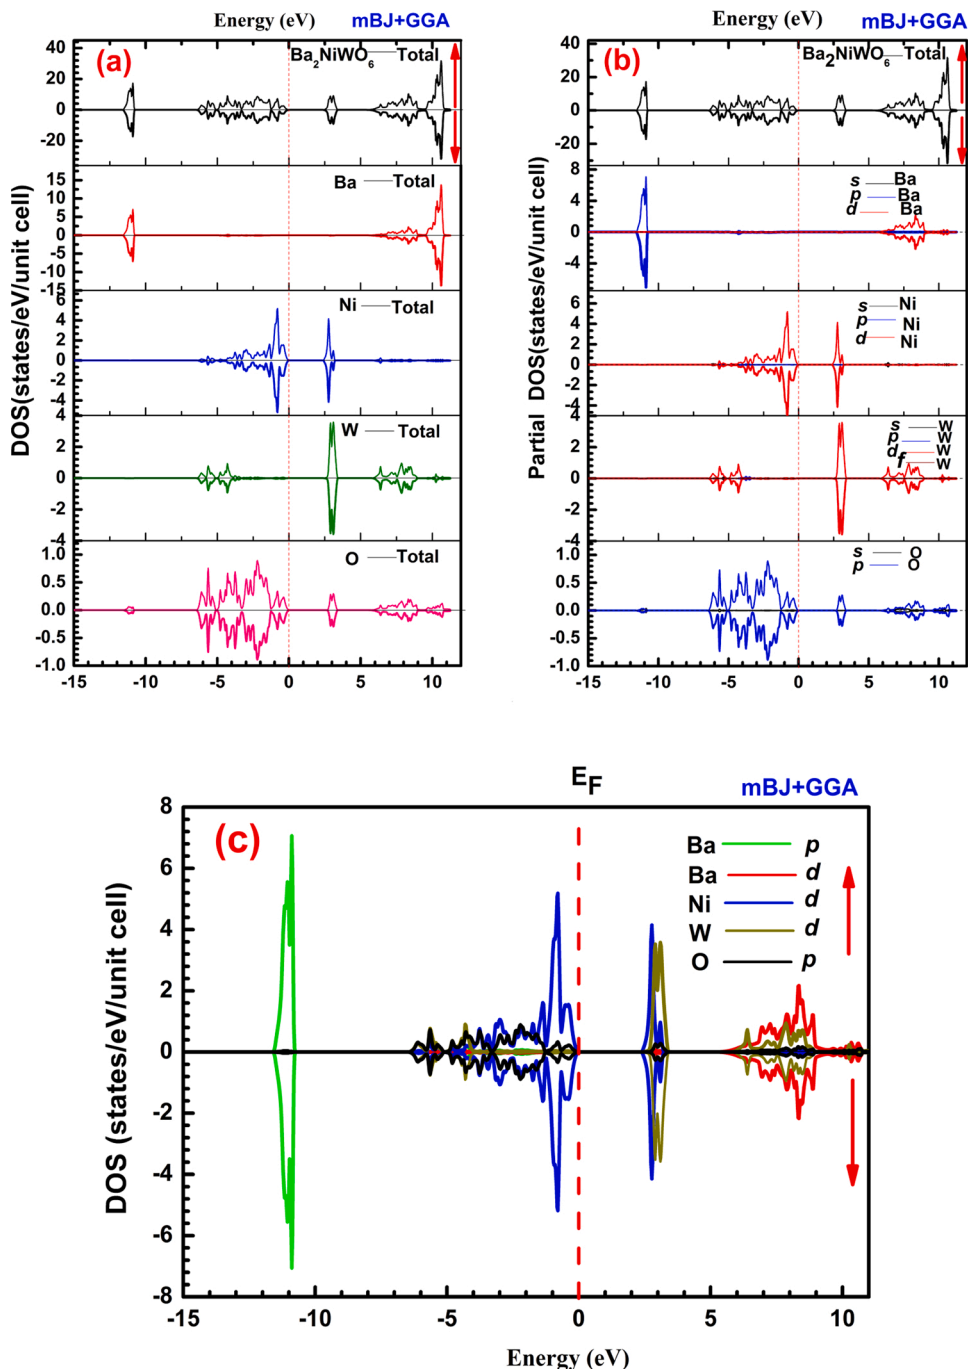 Energy (eV) mBJ+GGA
(a) Ba2NiWO6 Total
40
20
0
-20
Ba Total
15
10
5
0
-5
-10
-15
Ni Total
6
4
2
0
-2
-4
W Total
4
2
0
-2
-4
O Total
1.0
0.5
0.0
-0.5
-1.0
-15 -10 -5 0 5 10
DOS(states/eV/unit cell)
Energy (eV) mBJ+GGA
(b) Ba2NiWO6 Total
40
20
0
-20
s Ba
p Ba
d Ba
8
4
0
-4
s Ni
p Ni
d Ni
6
4
2
0
-2
-4
s W
p W
d W
f W
2
0
-2
-4
s O
p O
1.0
0.5
0.0
-0.5
-1.0
-15 -10 -5 0 5 10
Partial DOS(states/eV/unit cell)
EF mBJ+GGA
(c)
Ba p
Ba d
Ni d
W d
O p
8
6
4
2
0
-2
-4
-6
-8
-15 -10 -5 0 5 10
DOS (states/eV/unit cell)
Energy (eV)